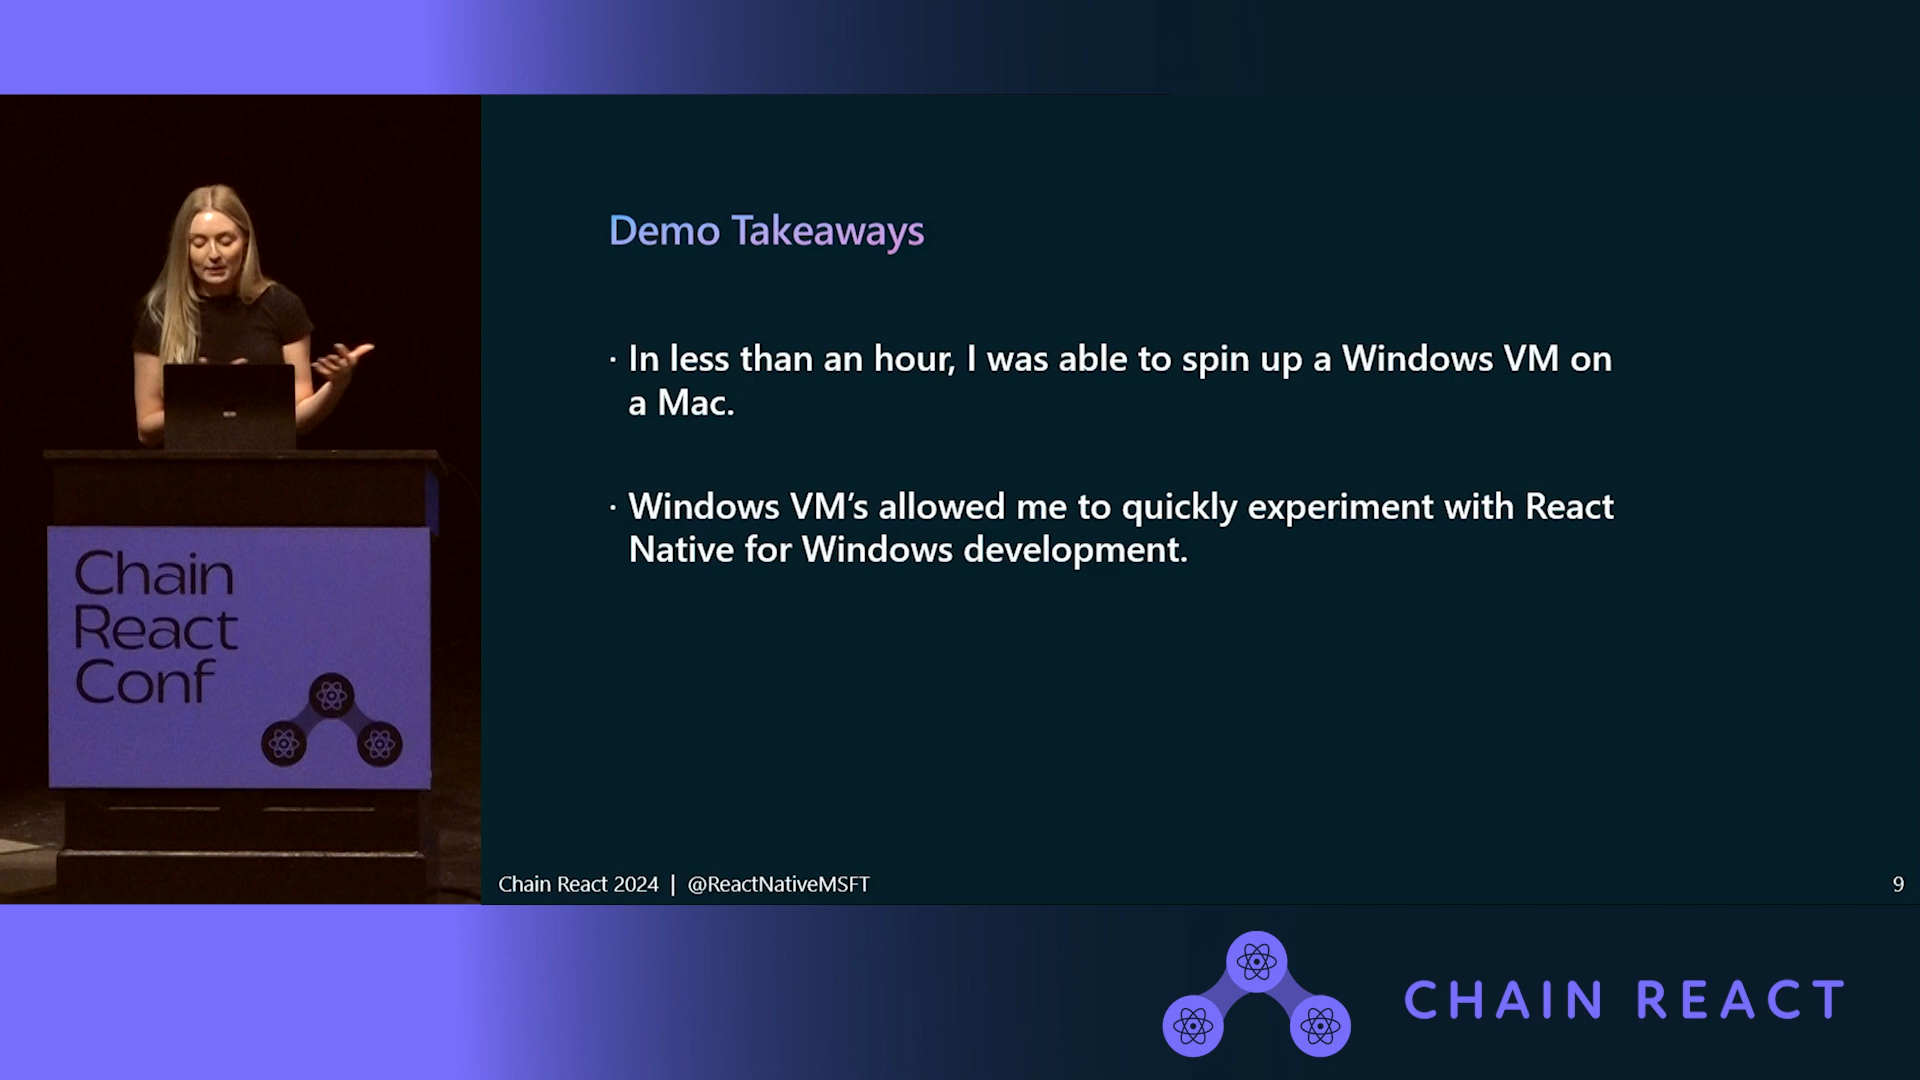 Demo Takeaways
· In less than an hour, I was able to spin up a Windows VM on
a Mac.
· Windows VM’s allowed me to quickly experiment with React
Native for Windows development.
Chain
React
Conf
Chain React 2024 | @ReactNativeMSFT
9
CHAIN REACT